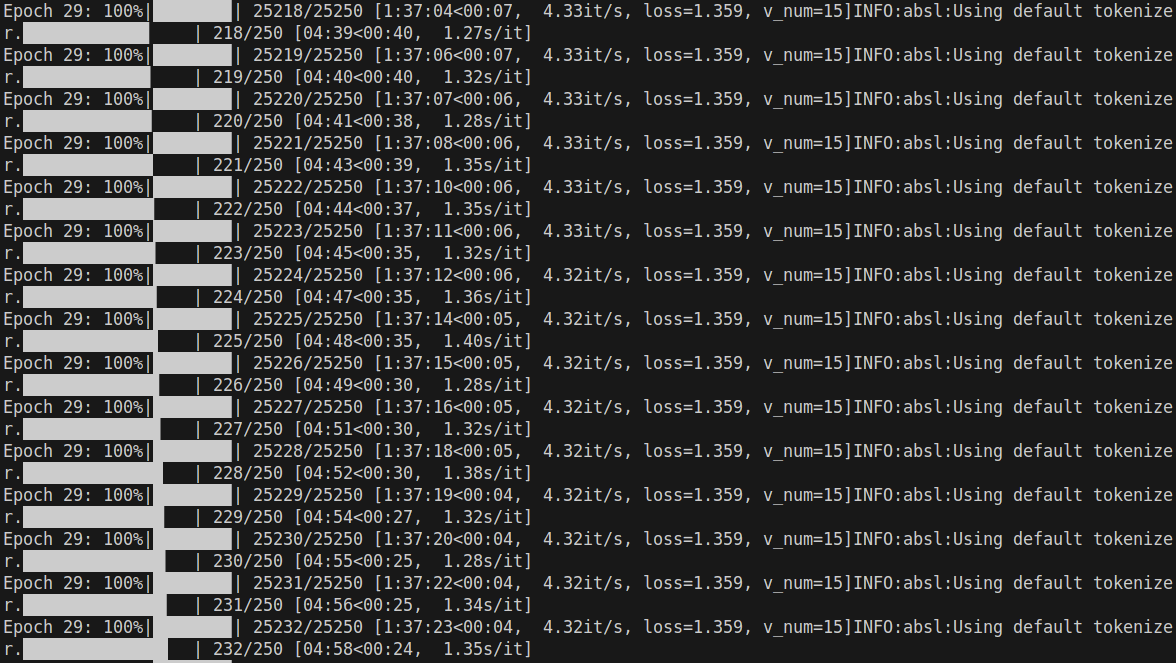 Epoch 29: 100%|██████| 25218/25250 [1:37:04<00:07,  4.33it/s, loss=1.359, v_num=15]INFO:absl:Using default tokenize
r.██████████ | 218/250 [04:39<00:40,  1.27s/it]
Epoch 29: 100%|██████| 25219/25250 [1:37:06<00:07,  4.33it/s, loss=1.359, v_num=15]INFO:absl:Using default tokenize
r.██████████ | 219/250 [04:40<00:40,  1.32s/it]
Epoch 29: 100%|██████| 25220/25250 [1:37:07<00:06,  4.33it/s, loss=1.359, v_num=15]INFO:absl:Using default tokenize
r.██████████ | 220/250 [04:41<00:38,  1.28s/it]
Epoch 29: 100%|██████| 25221/25250 [1:37:08<00:06,  4.33it/s, loss=1.359, v_num=15]INFO:absl:Using default tokenize
r.██████████ | 221/250 [04:43<00:39,  1.35s/it]
Epoch 29: 100%|██████| 25222/25250 [1:37:10<00:06,  4.33it/s, loss=1.359, v_num=15]INFO:absl:Using default tokenize
r.██████████ | 222/250 [04:44<00:37,  1.35s/it]
Epoch 29: 100%|██████| 25223/25250 [1:37:11<00:06,  4.33it/s, loss=1.359, v_num=15]INFO:absl:Using default tokenize
r.██████████ | 223/250 [04:45<00:35,  1.32s/it]
Epoch 29: 100%|██████| 25224/25250 [1:37:12<00:06,  4.32it/s, loss=1.359, v_num=15]INFO:absl:Using default tokenize
r.██████████ | 224/250 [04:47<00:35,  1.36s/it]
Epoch 29: 100%|██████| 25225/25250 [1:37:14<00:05,  4.32it/s, loss=1.359, v_num=15]INFO:absl:Using default tokenize
r.██████████ | 225/250 [04:48<00:35,  1.40s/it]
Epoch 29: 100%|██████| 25226/25250 [1:37:15<00:05,  4.32it/s, loss=1.359, v_num=15]INFO:absl:Using default tokenize
r.██████████ | 226/250 [04:49<00:30,  1.28s/it]
Epoch 29: 100%|██████| 25227/25250 [1:37:16<00:05,  4.32it/s, loss=1.359, v_num=15]INFO:absl:Using default tokenize
r.██████████ | 227/250 [04:51<00:30,  1.32s/it]
Epoch 29: 100%|██████| 25228/25250 [1:37:18<00:05,  4.32it/s, loss=1.359, v_num=15]INFO:absl:Using default tokenize
r.██████████ | 228/250 [04:52<00:30,  1.38s/it]
Epoch 29: 100%|██████| 25229/25250 [1:37:19<00:04,  4.32it/s, loss=1.359, v_num=15]INFO:absl:Using default tokenize
r.██████████ | 229/250 [04:54<00:27,  1.32s/it]
Epoch 29: 100%|██████| 25230/25250 [1:37:20<00:04,  4.32it/s, loss=1.359, v_num=15]INFO:absl:Using default tokenize
r.██████████ | 230/250 [04:55<00:25,  1.28s/it]
Epoch 29: 100%|██████| 25231/25250 [1:37:22<00:04,  4.32it/s, loss=1.359, v_num=15]INFO:absl:Using default tokenize
r.██████████ | 231/250 [04:56<00:25,  1.34s/it]
Epoch 29: 100%|██████| 25232/25250 [1:37:23<00:04,  4.32it/s, loss=1.359, v_num=15]INFO:absl:Using default tokenize
r.██████████ | 232/250 [04:58<00:24,  1.35s/it]